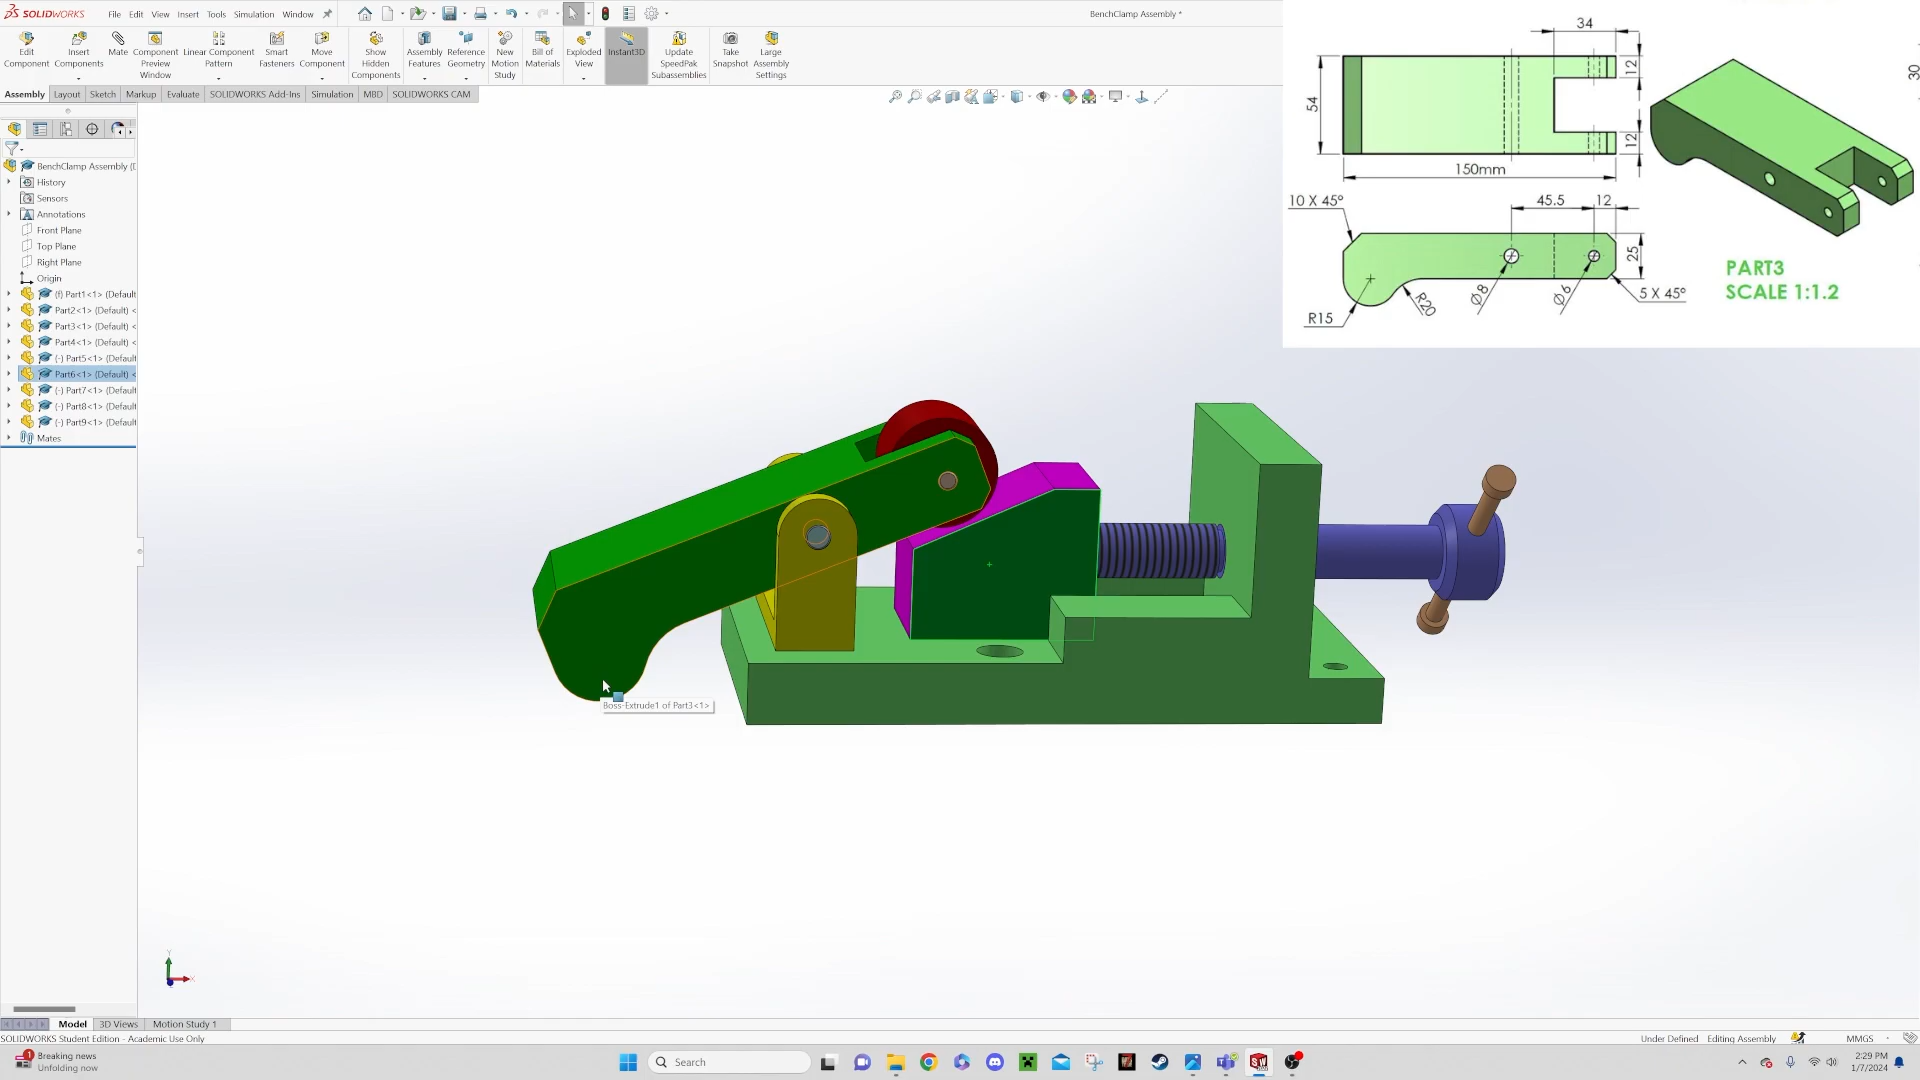 SOLIDWORKS
File Edit View Insert Tools Simulation Window
BenchClamp Assembly *
Edit Component
Insert Components
Mate
Component Preview Window
Linear Component Pattern
Smart Fasteners
Move Component
Show Hidden Components
Assembly Features
Reference Geometry
New Motion Study
Bill of Materials
Exploded View
Instant3D
Update SpeedPak Subassemblies
Take Snapshot
Large Assembly Settings
Assembly Layout Sketch Markup Evaluate SOLIDWORKS Add-Ins Simulation MBD SOLIDWORKS CAM
BenchClamp Assembly (D
History
Sensors
Annotations
Front Plane
Top Plane
Right Plane
Origin
(f) Part1<1> (Default
Part2<1> (Default) <
Part3<1> (Default) <
Part4<1> (Default) <
(-) Part5<1> (Default
Part6<1> (Default) <
(-) Part7<1> (Default
(-) Part8<1> (Default
(-) Part9<1> (Default
Mates
34
12
54
12
150mm
30
10 X 45°
45.5
12
25
Ø8
Ø6
R20
R15
5 X 45°
PART3
SCALE 1:1.2
Boss-Extrude1 of Part3<1>
Model 3D Views Motion Study 1
SOLIDWORKS Student Edition - Academic Use Only
Under Defined Editing Assembly MMGS
Breaking news
Unfolding now
Search
2:29 PM
1/7/2024